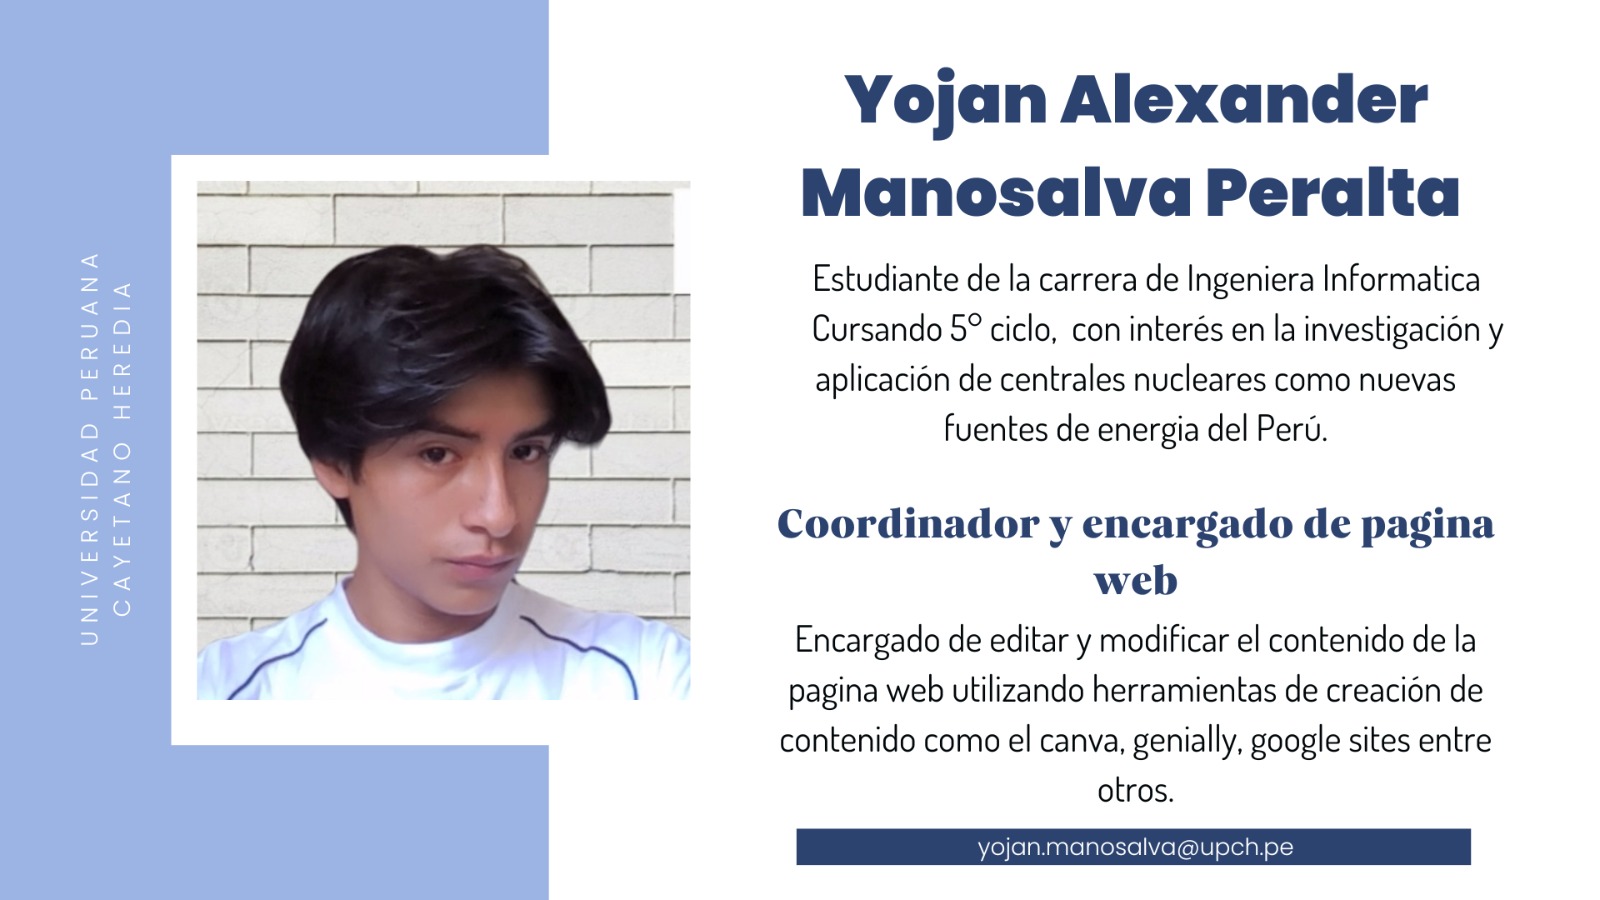 UNIVERSIDAD PERUANA
CAYETANO HEREDIA
Yojan Alexander
Manosalva Peralta
Estudiante de la carrera de Ingeniera Informatica
Cursando 5° ciclo, con interés en la investigación y
aplicación de centrales nucleares como nuevas
fuentes de energia del Perú.
Coordinador y encargado de pagina
web
Encargado de editar y modificar el contenido de la
pagina web utilizando herramientas de creación de
contenido como el canva, genially, google sites entre
otros.
yojan.manosalva@upch.pe